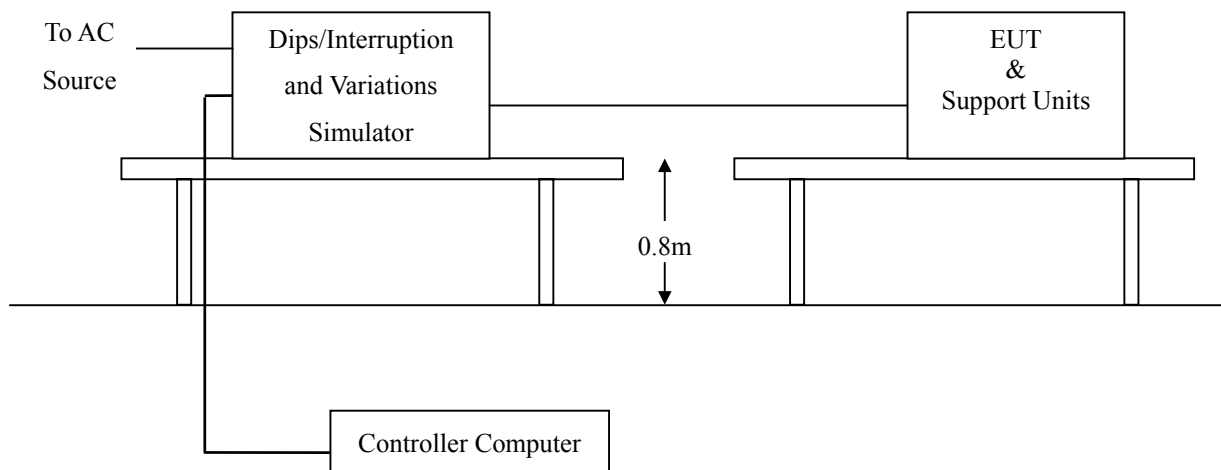 To AC
Source
Dips/Interruption
and Variations
Simulator
EUT
&
Support Units
0.8m
Controller Computer